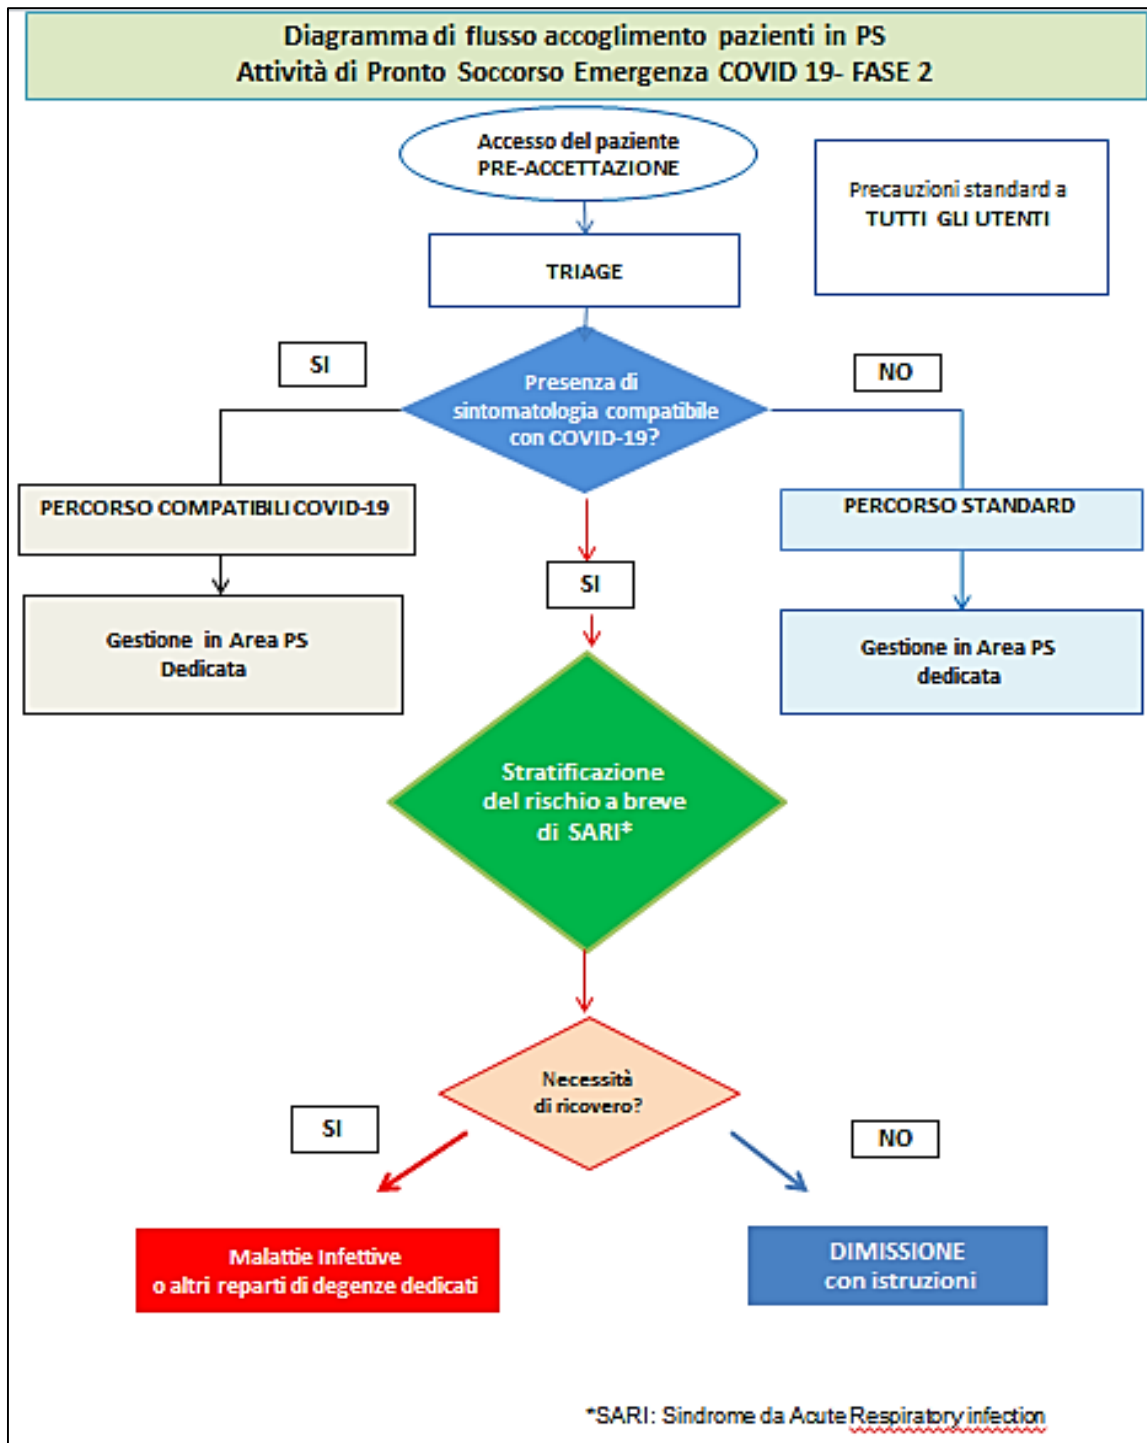 Diagramma di flusso accoglimento pazienti in PS
Attività di Pronto Soccorso Emergenza COVID 19- FASE 2
Accesso del paziente
PRE-ACCETTAZIONE
Precauzioni standard a
TUTTI GLI UTENTI
TRIAGE
SI
NO
Presenza di
sintomatologia compatibile
con COVID-19?
PERCORSO COMPATIBILI COVID-19
PERCORSO STANDARD
SI
Gestione in Area PS
Dedicata
Gestione in Area PS
dedicata
Stratificazione
del rischio a breve
di SARI*
Necessità
di ricovero?
SI
NO
Malattie Infettive
o altri reparti di degenze dedicati
DIMISSIONE
con istruzioni
*SARI: Sindrome da Acute Respiratory infection